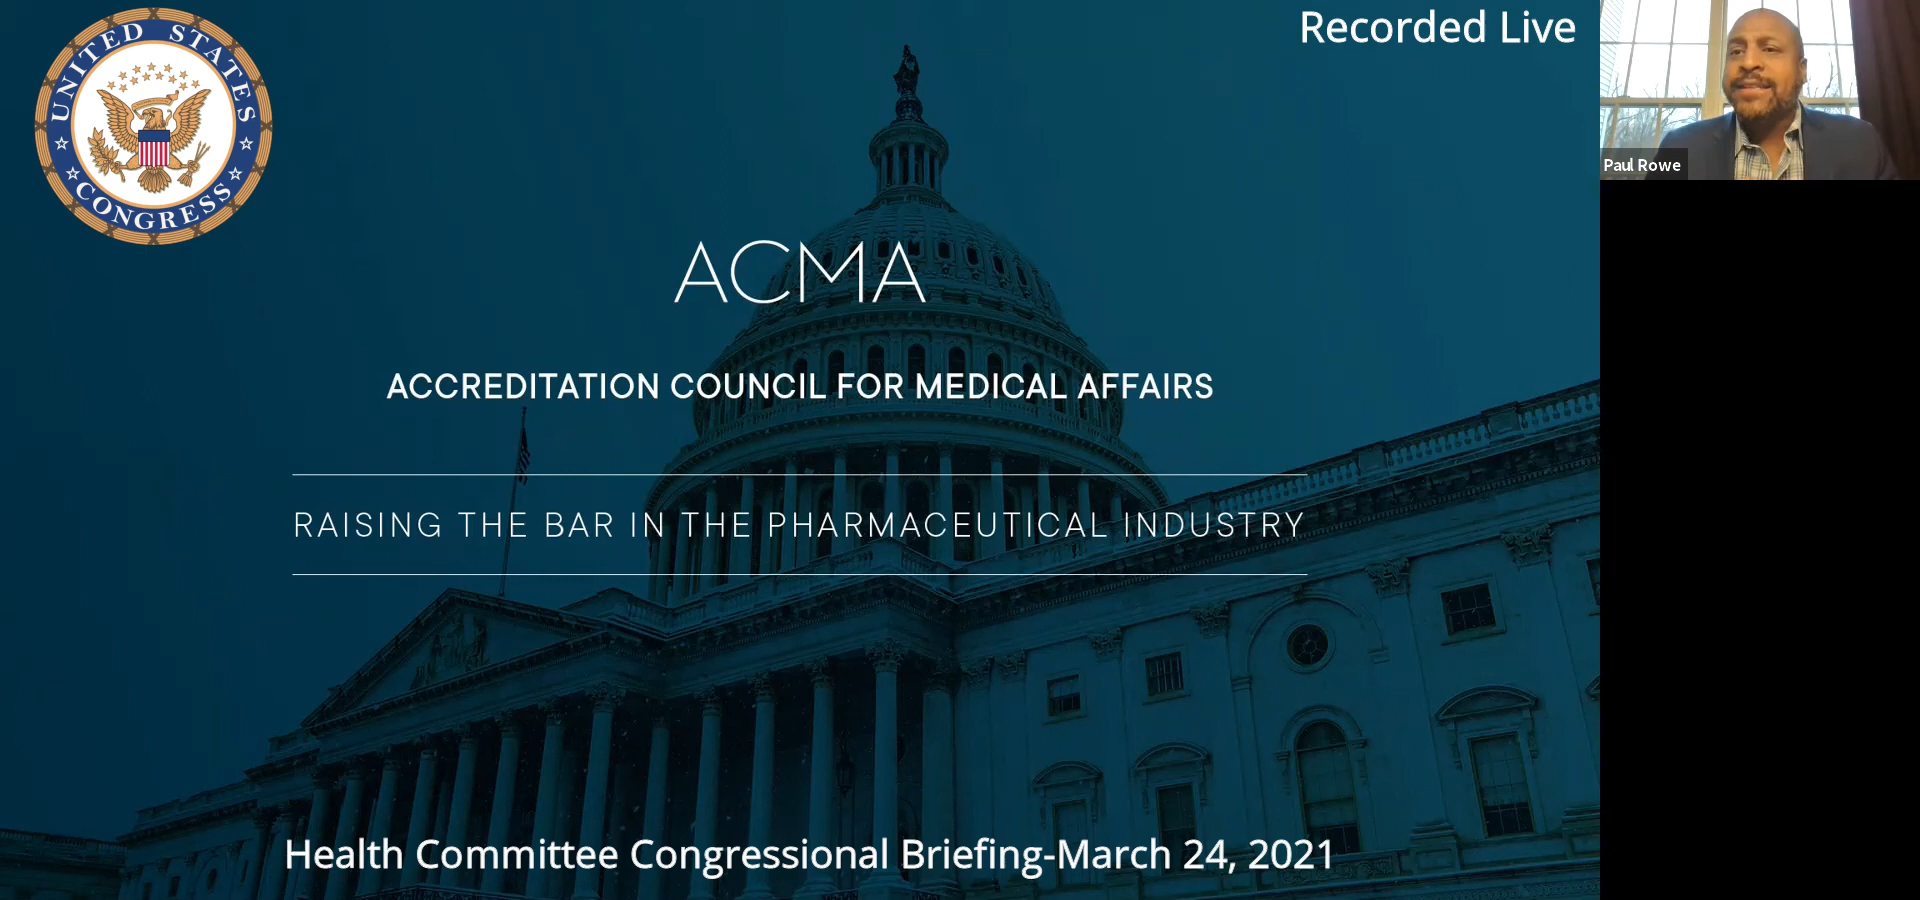 UNITED STATES
CONGRESS
Recorded Live
Paul Rowe
ACMA
ACCREDITATION COUNCIL FOR MEDICAL AFFAIRS
RAISING THE BAR IN THE PHARMACEUTICAL INDUSTRY
Health Committee Congressional Briefing-March 24, 2021